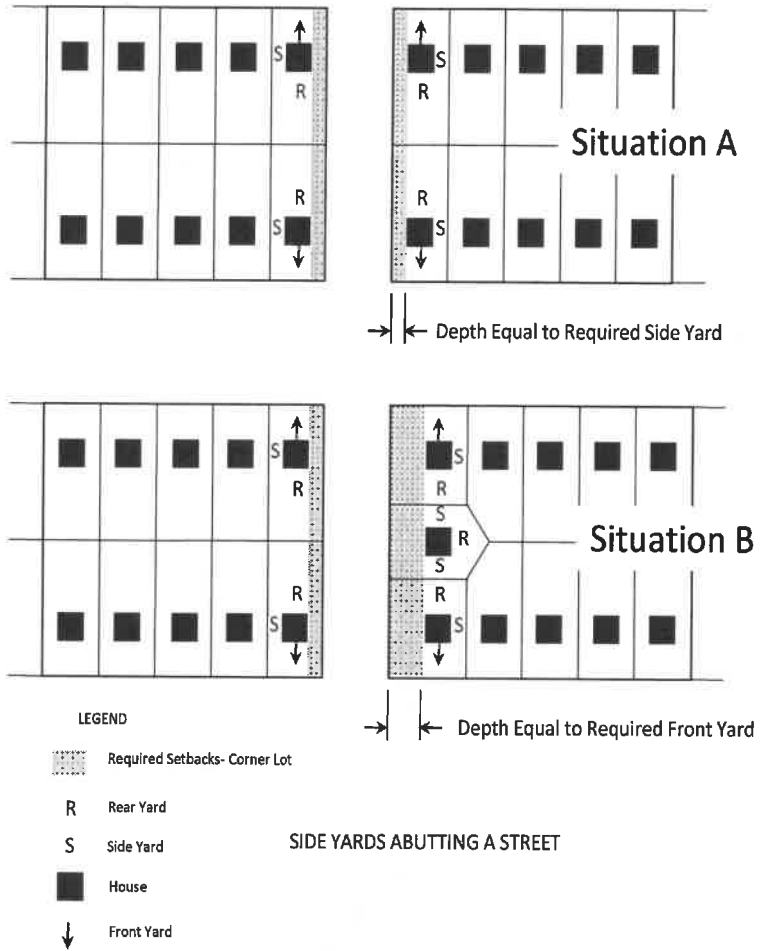 S S
R R
Situation A
R R
S S
Depth Equal to Required Side Yard
S S
R R
S
R
Situation B
S
R R
S S
LEGEND
Depth Equal to Required Front Yard
Required Setbacks- Corner Lot
R Rear Yard
S Side Yard
SIDE YARDS ABUTTING A STREET
House
Front Yard